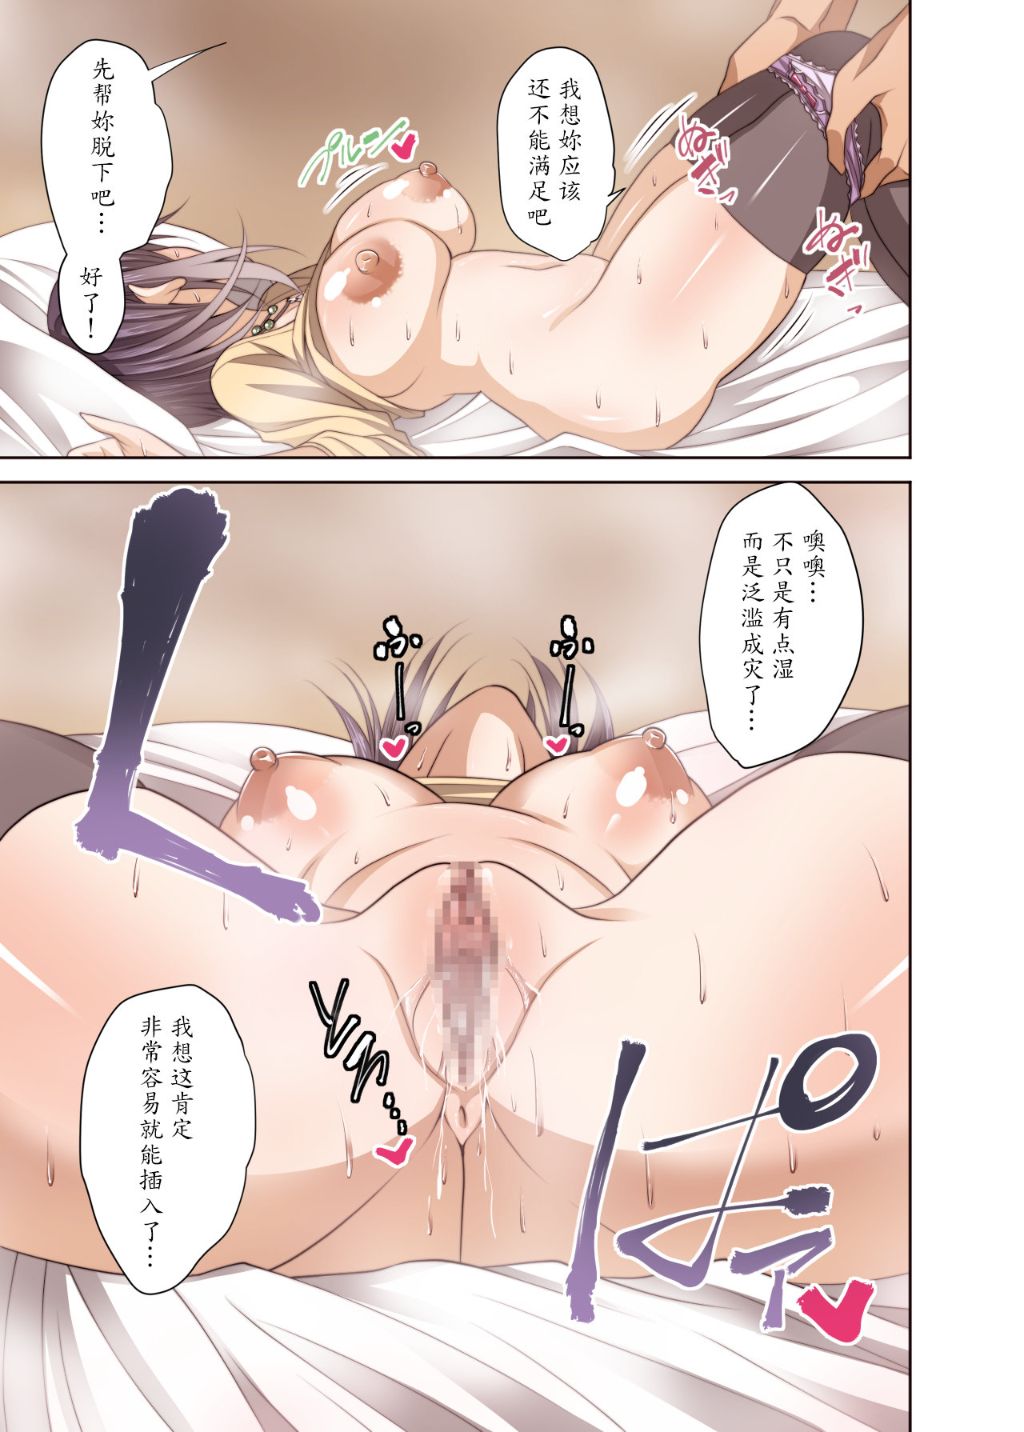 我想妳应该
还不能满足吧
先帮妳脱下吧…
好了！
プルン
ぬぎ
ぬぎ
噢噢…
不只是有点湿
而是泛滥成灾了…
ふーっ
ふーっ
我想这肯定
非常容易就能插入了…